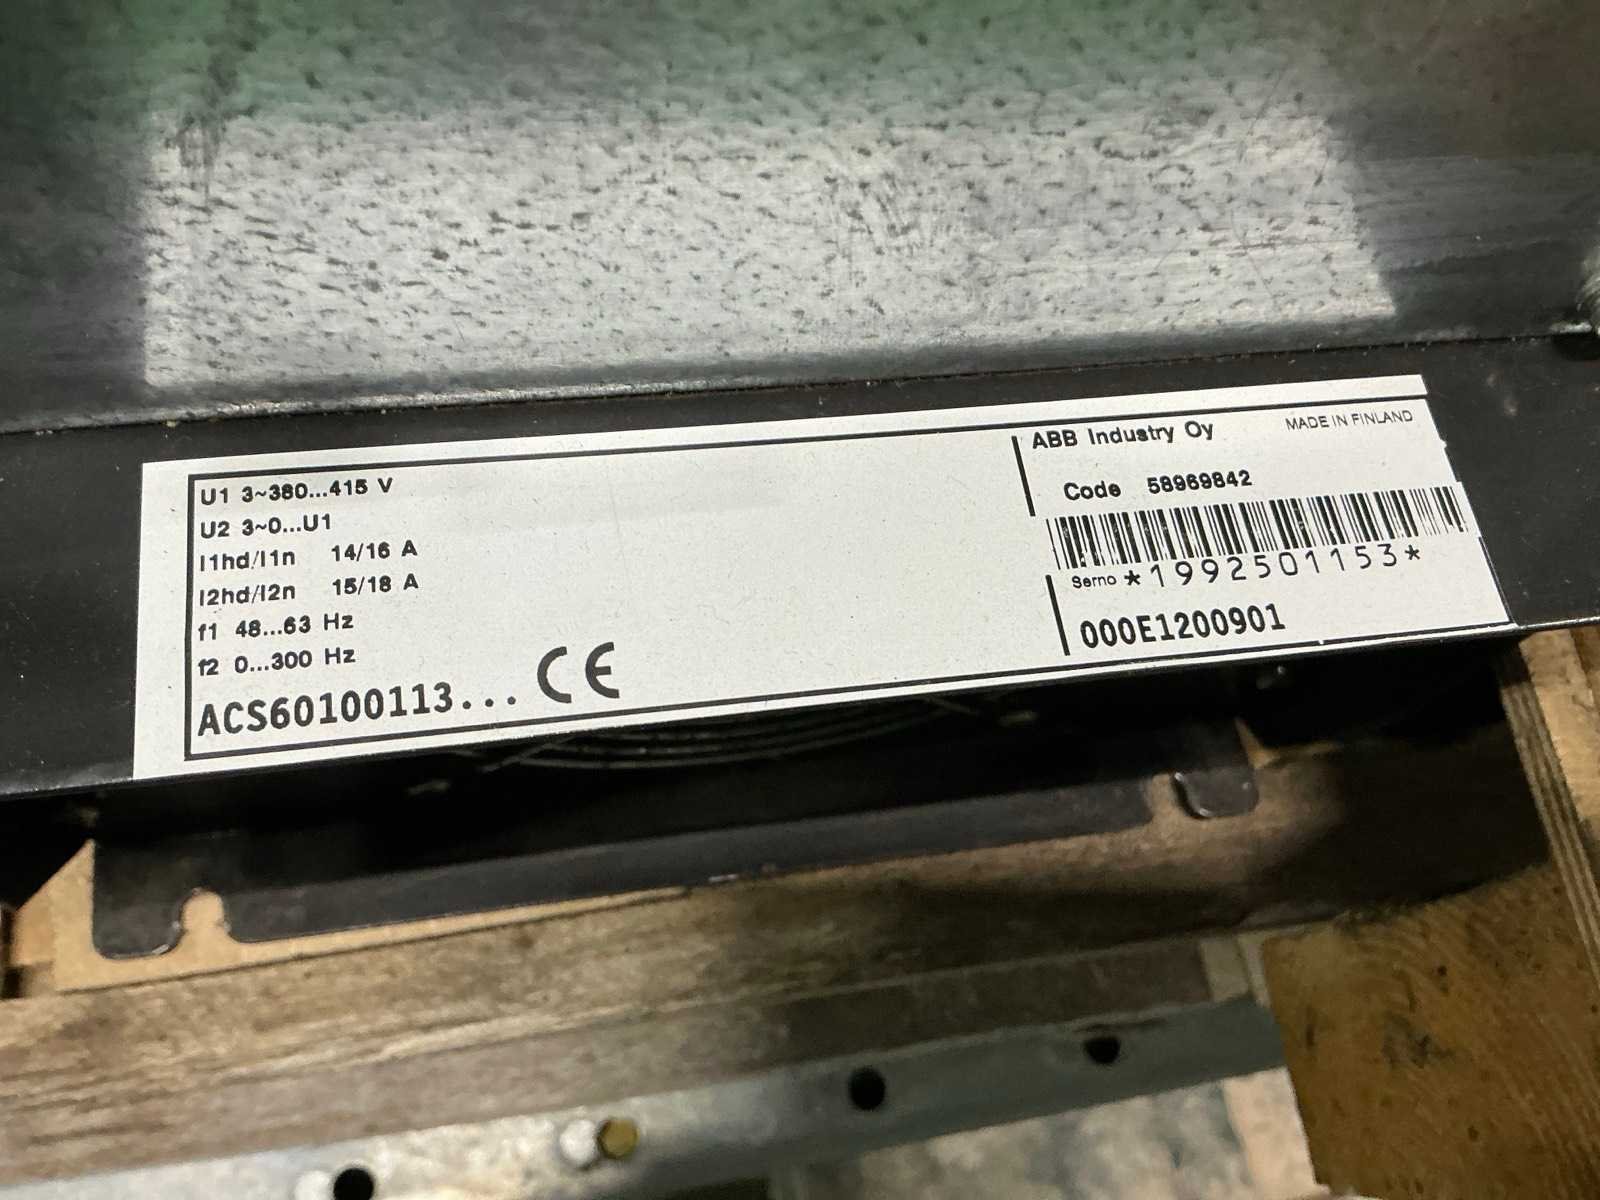 U1 3~380...415 V
U2 3~0...U1
I1hd/I1n 14/16 A
I2hd/I2n 15/18 A
f1 48...63 Hz
f2 0...300 Hz
ACS60100113... CE
ABB Industry Oy MADE IN FINLAND
Code 58969842
Serno *1992501153*
000E1200901